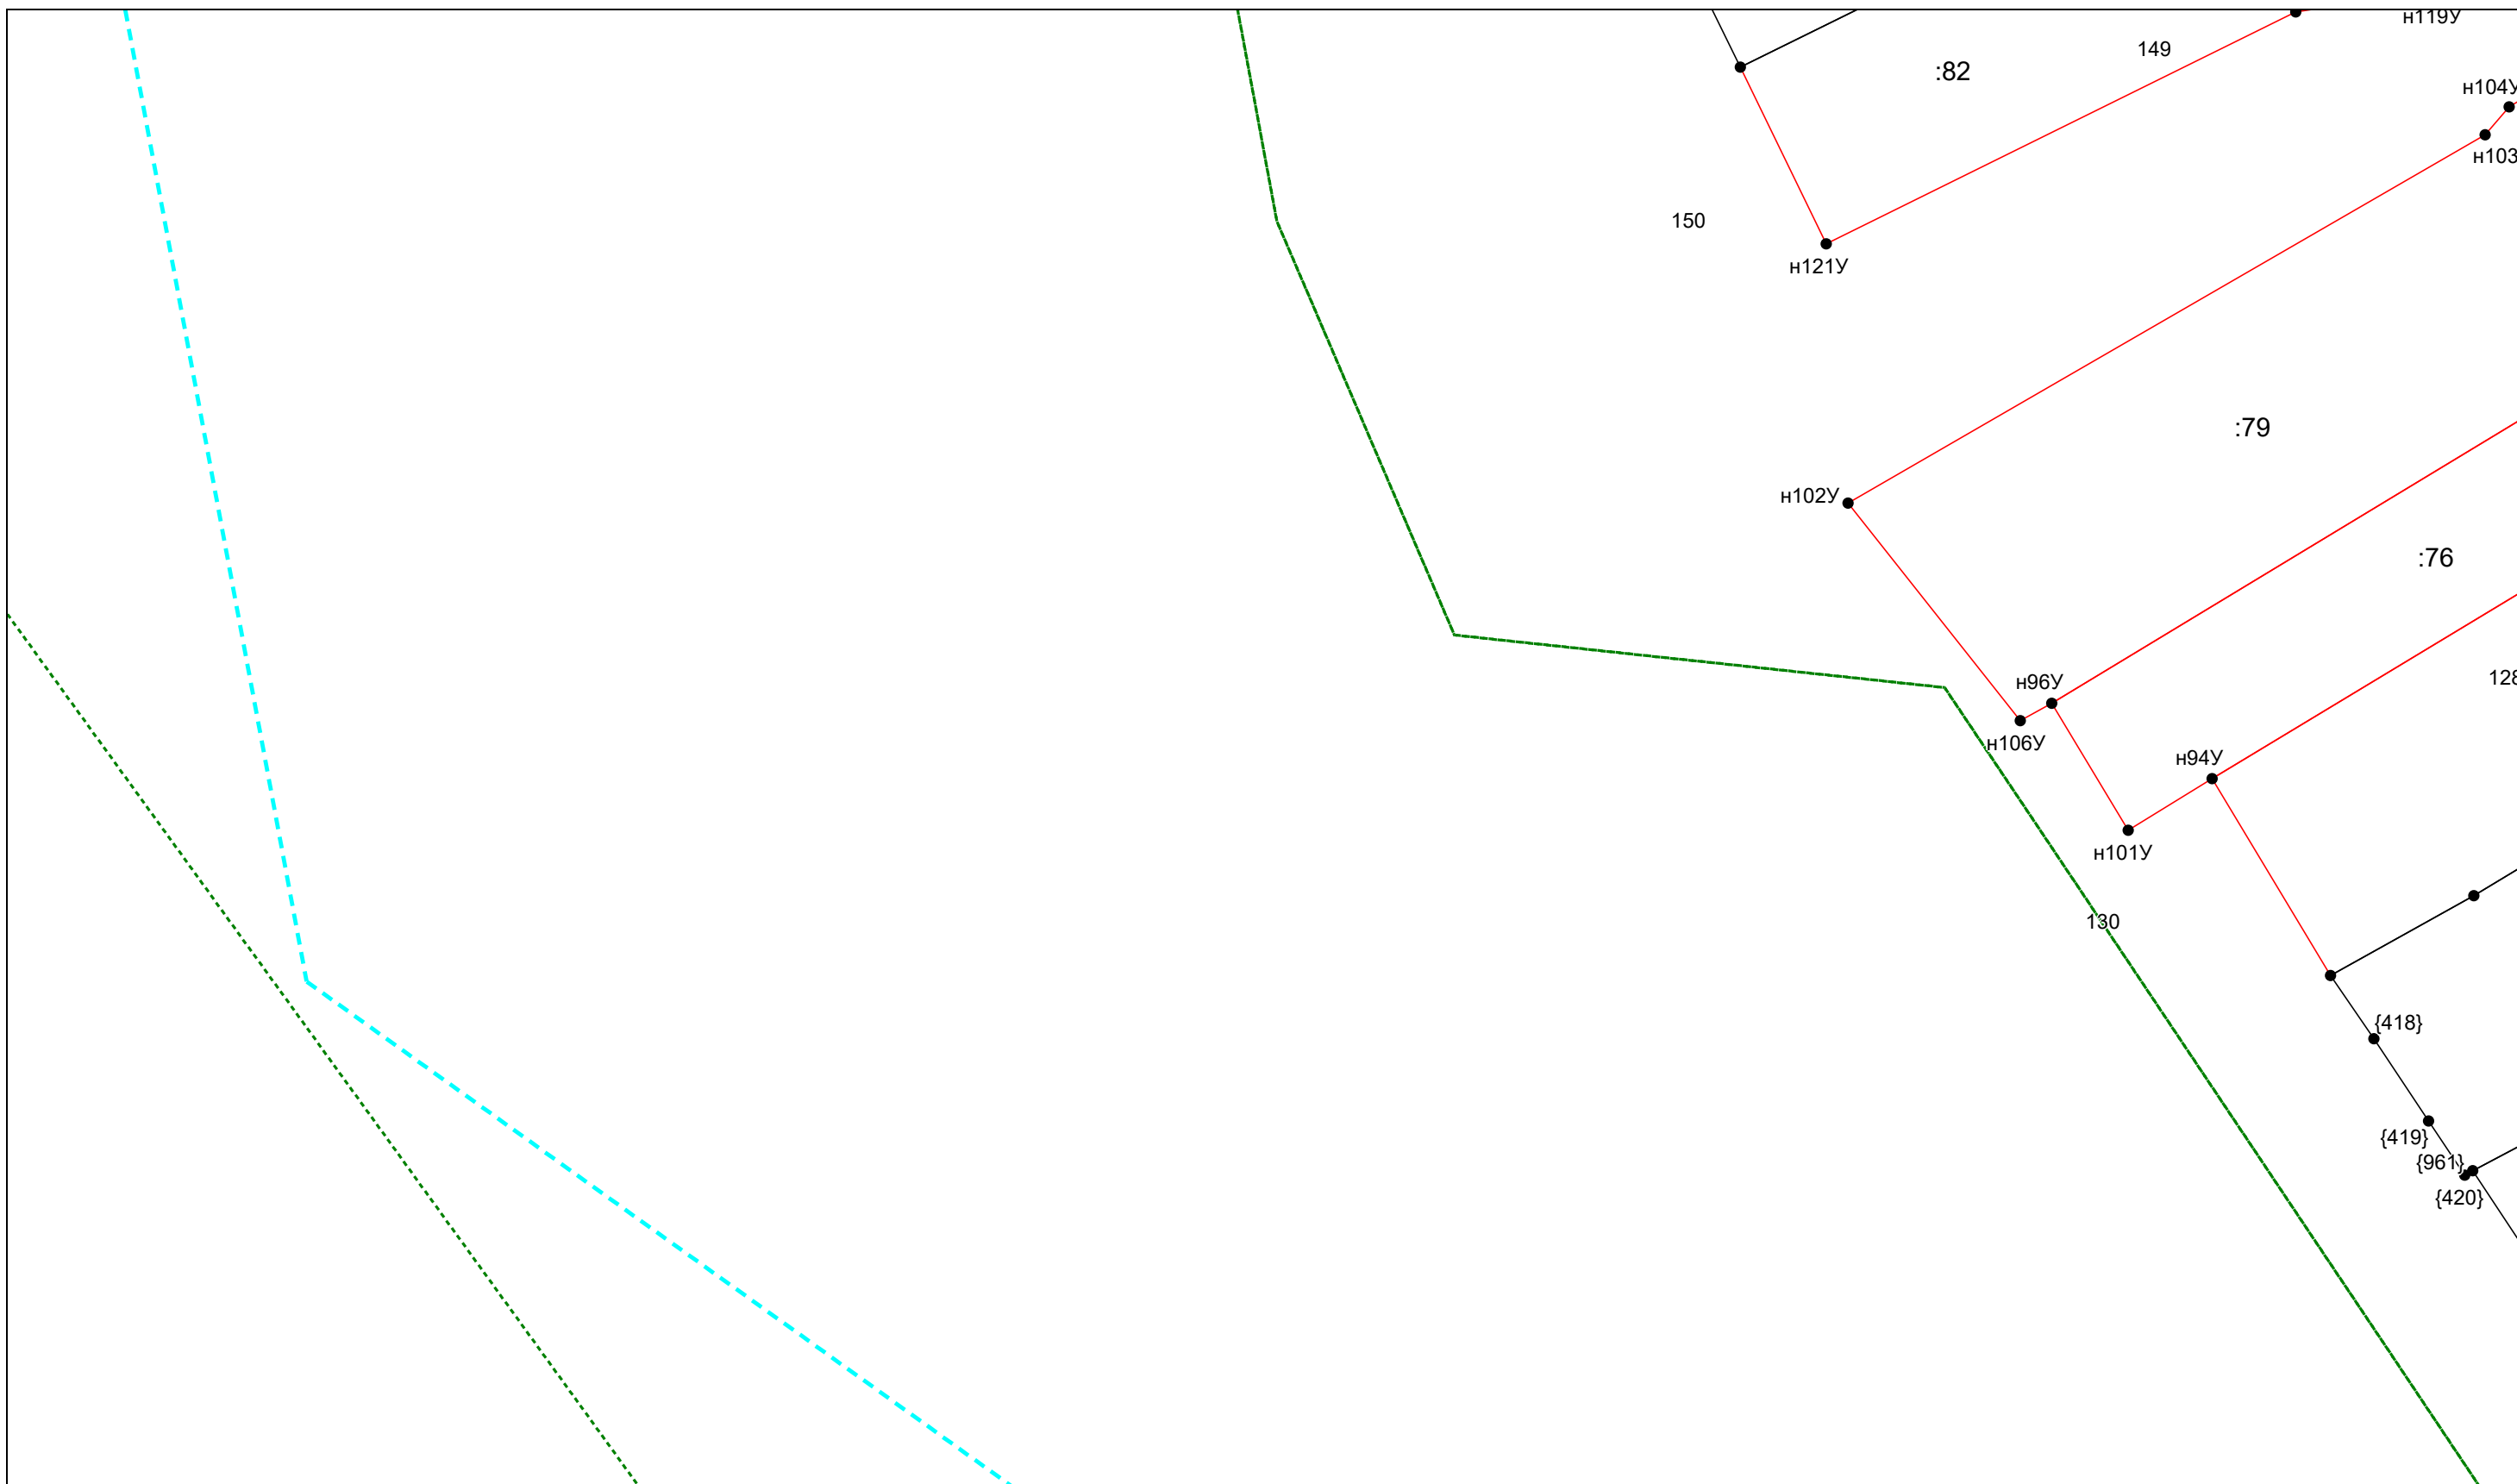 н119У
149
:82
н104У
н103
150
н121У
:79
н102У
:76
128
н96У
н106У
н94У
н101У
130
{418}
{419}
{961}
{420}